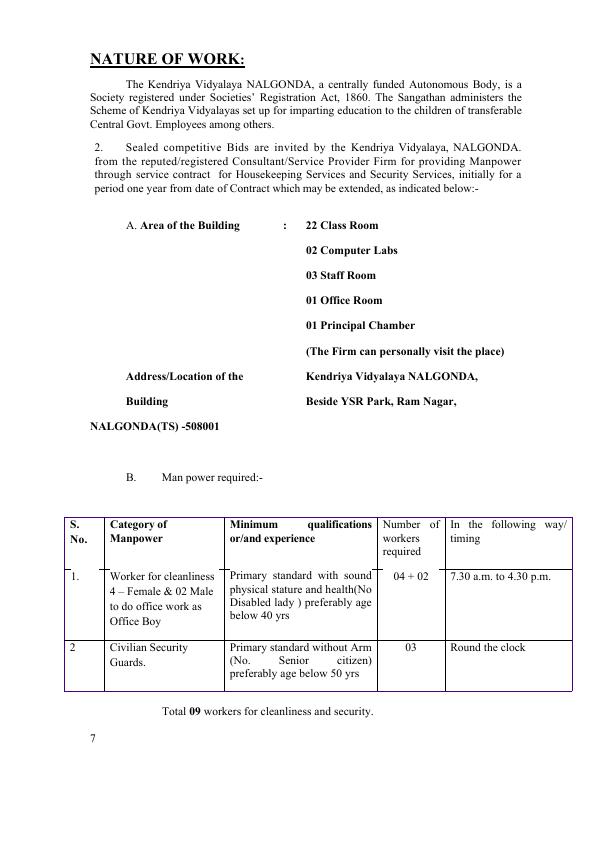 NATURE OF WORK:
The Kendriya Vidyalaya NALGONDA, a centrally funded Autonomous Body, is a
Society registered under Societies’ Registration Act, 1860. The Sangathan administers the
Scheme of Kendriya Vidyalayas set up for imparting education to the children of transferable
Central Govt. Employees among others.
2. Sealed competitive Bids are invited by the Kendriya Vidyalaya, NALGONDA.
from the reputed/registered Consultant/Service Provider Firm for providing Manpower
through service contract for Housekeeping Services and Security Services, initially for a
period one year from date of Contract which may be extended, as indicated below:-
A. Area of the Building : 22 Class Room
02 Computer Labs
03 Staff Room
01 Office Room
01 Principal Chamber
(The Firm can personally visit the place)
Address/Location of the Kendriya Vidyalaya NALGONDA,
Building Beside YSR Park, Ram Nagar,
NALGONDA(TS) -508001
B. Man power required:-
S. No.
Category of
Manpower
Minimum qualifications
or/and experience
Number of
workers
required
In the following way/
timing
1.
Worker for cleanliness
4 – Female & 02 Male
to do office work as
Office Boy
Primary standard with sound
physical stature and health(No
Disabled lady ) preferably age
below 40 yrs
04 + 02
7.30 a.m. to 4.30 p.m.
2
Civilian Security
Guards.
Primary standard without Arm
(No. Senior citizen)
preferably age below 50 yrs
03
Round the clock
Total 09 workers for cleanliness and security.
7